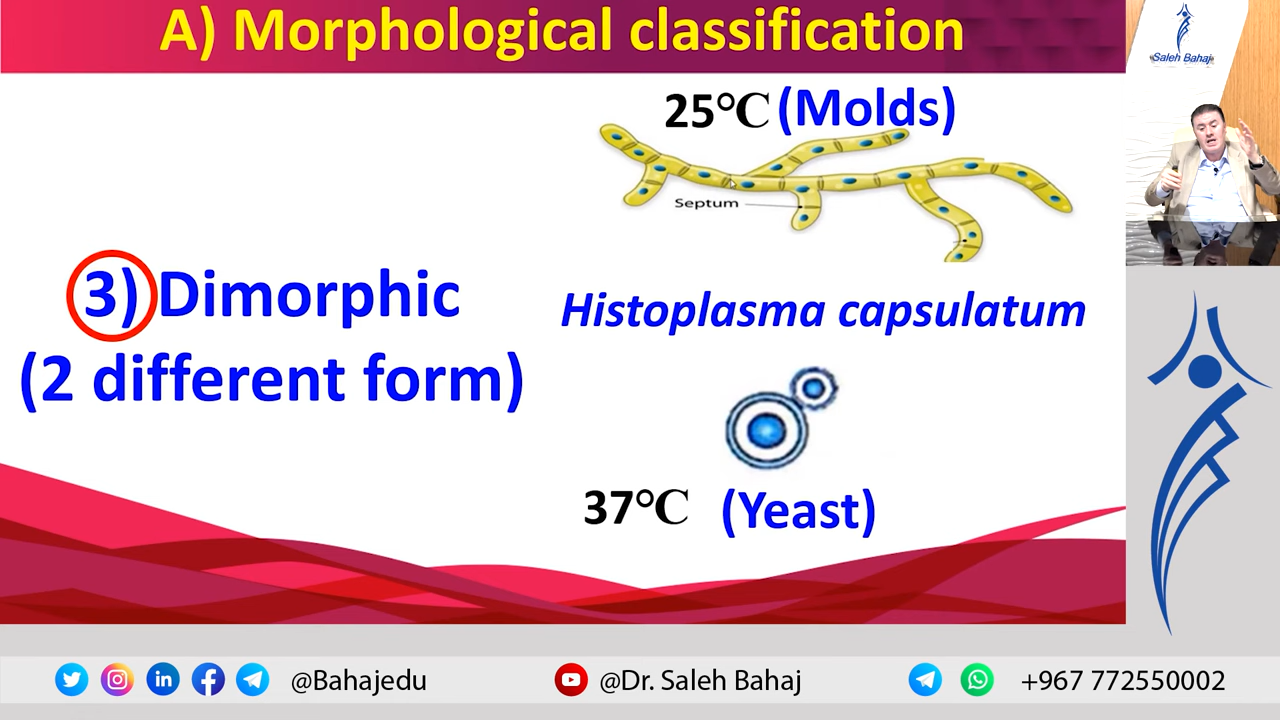 A) Morphological classification
25°C (Molds)
Septum
3) Dimorphic
(2 different form)
Histoplasma capsulatum
37°C (Yeast)
Saleh Bahaj
@Bahajedu
@Dr. Saleh Bahaj
+967 772550002